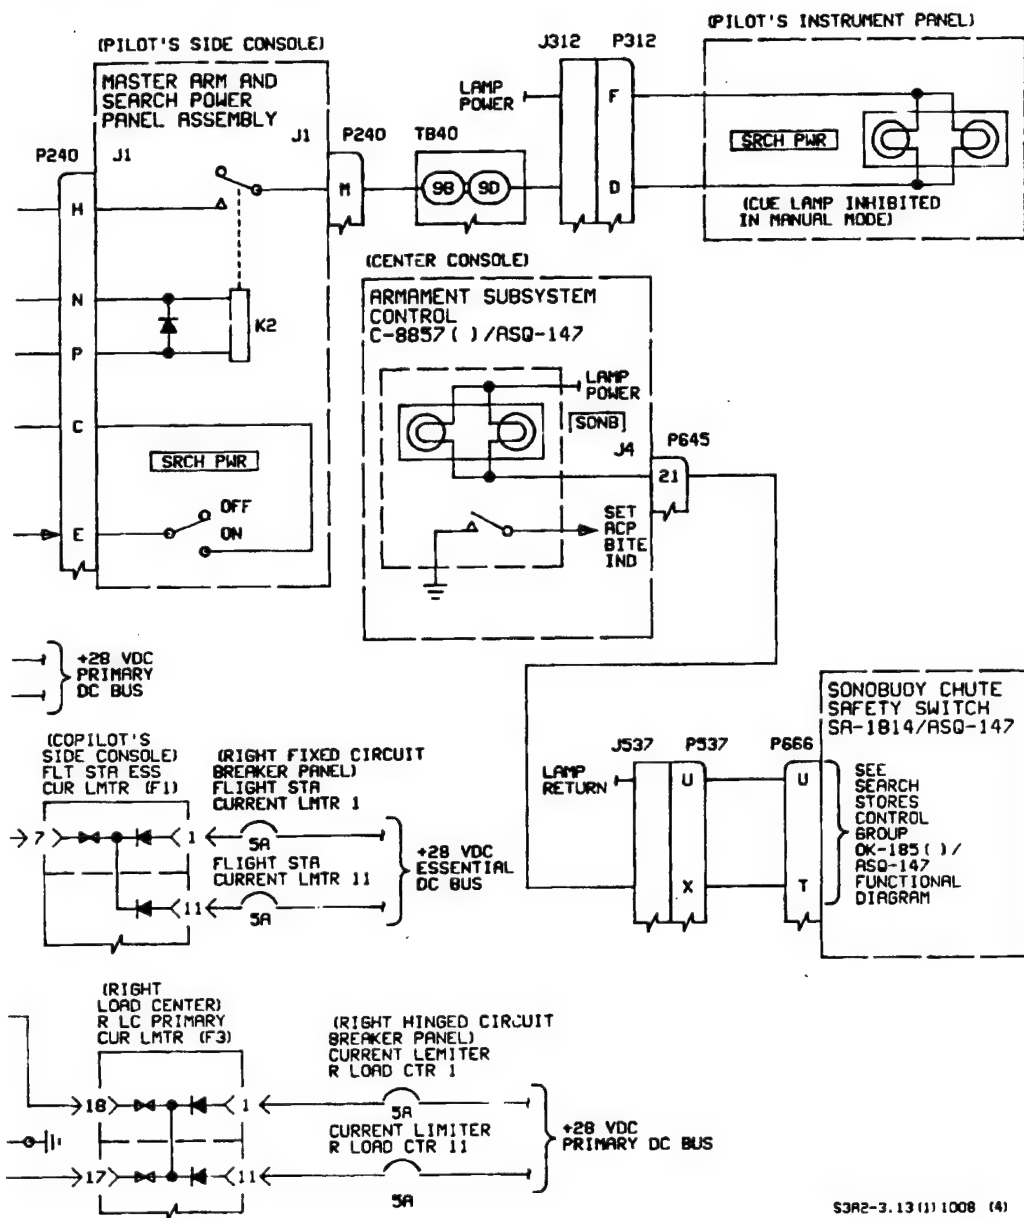 (PILOT'S INSTRUMENT PANEL)
(PILOT'S SIDE CONSOLE)
J312 P312
MASTER ARM AND
SEARCH POWER
PANEL ASSEMBLY
LAMP
POWER
F
J1 P240 TB40
P240 J1
SRCH PWR
H
M
9B 9D
D
(CUE LAMP INHIBITED
IN MANUAL MODE)
(CENTER CONSOLE)
ARMAMENT SUBSYSTEM
CONTROL
C-8857( )/ASQ-147
N
K2
P
LAMP
POWER
SONB
C
J4 P645
SRCH PWR
21
OFF
ON
E
SET
ACP
BITE
IND
+28 VDC
PRIMARY
DC BUS
SONOBUOY CHUTE
SAFETY SWITCH
SA-1814/ASQ-147
(COPILOT'S
SIDE CONSOLE)
FLT STA ESS
CUR LMTR (F1)
(RIGHT FIXED CIRCUIT
BREAKER PANEL)
FLIGHT STA
CURRENT LMTR 1
J537 P537 P666
LAMP
RETURN
U U
SEE
SEARCH
STORES
CONTROL
GROUP
OK-185( )/
ASQ-147
FUNCTIONAL
DIAGRAM
7 1
5A
FLIGHT STA
CURRENT LMTR 11
+28 VDC
ESSENTIAL
DC BUS
11
5A
X T
(RIGHT
LOAD CENTER)
R LC PRIMARY
CUR LMTR (F3)
(RIGHT HINGED CIRCUIT
BREAKER PANEL)
CURRENT LEMITER
R LOAD CTR 1
18 1
5A
CURRENT LIMITER
R LOAD CTR 11
+28 VDC
PRIMARY DC BUS
17 11
5A
S3A2-3.13(1)1008 (4)